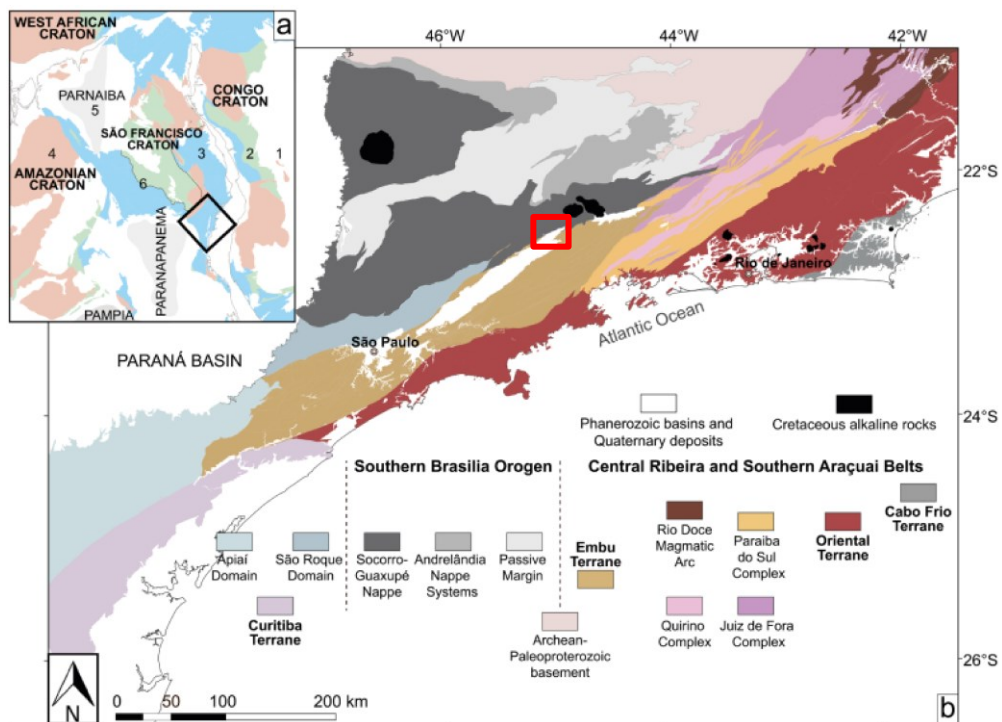 WEST AFRICAN
CRATON
a
PARNAIBA
5
CONGO
CRATON
SÃO FRANCISCO
CRATON
3
2
1
4
AMAZONIAN
CRATON
6
PARANAPANEMA
PAMPIA
46°W
44°W
42°W
22°S
Rio de Janeiro
Atlantic Ocean
São Paulo
PARANÁ BASIN
24°S
Phanerozoic basins and
Quaternary deposits
Cretaceous alkaline rocks
Southern Brasilia Orogen
Central Ribeira and Southern Araçuai Belts
Apiaí
Domain
São Roque
Domain
Socorro-
Guaxupé
Nappe
Andrelândia
Nappe
Systems
Passive
Margin
Embu
Terrane
Rio Doce
Magmatic
Arc
Paraiba
do Sul
Complex
Oriental
Terrane
Cabo Frio
Terrane
Curitiba
Terrane
Archean-
Paleoproterozoic
basement
Quirino
Complex
Juiz de Fora
Complex
26°S
N
0 50 100 200 km
b